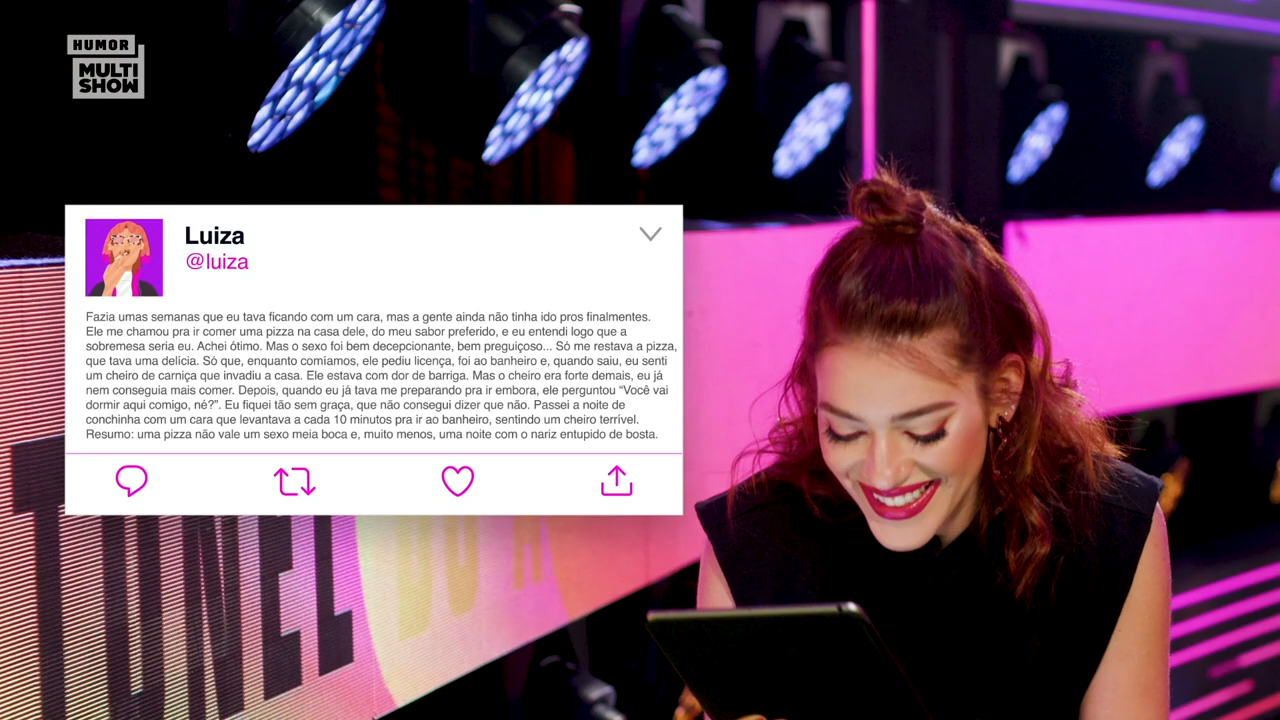 HUMOR
MULTI
SHOW
Luiza
@luiza
Fazia umas semanas que eu tava ficando com um cara, mas a gente ainda não tinha ido pros finalmentes.
Ele me chamou pra ir comer uma pizza na casa dele, do meu sabor preferido, e eu entendi logo que a
sobremesa seria eu. Achei ótimo. Mas o sexo foi bem decepcionante, bem preguiçoso... Só me restava a pizza,
que tava uma delícia. Só que, enquanto comíamos, ele pediu licença, foi ao banheiro e, quando saiu, eu senti
um cheiro de carniça que invadiu a casa. Ele estava com dor de barriga. Mas o cheiro era forte demais, eu já
nem conseguia mais comer. Depois, quando eu já tava me preparando pra ir embora, ele perguntou “Você vai
dormir aqui comigo, né?”. Eu fiquei tão sem graça, que não consegui dizer que não. Passei a noite de
conchinha com um cara que levantava a cada 10 minutos pra ir ao banheiro, sentindo um cheiro terrível.
Resumo: uma pizza não vale um sexo meia boca e, muito menos, uma noite com o nariz entupido de bosta.
TÚNEL